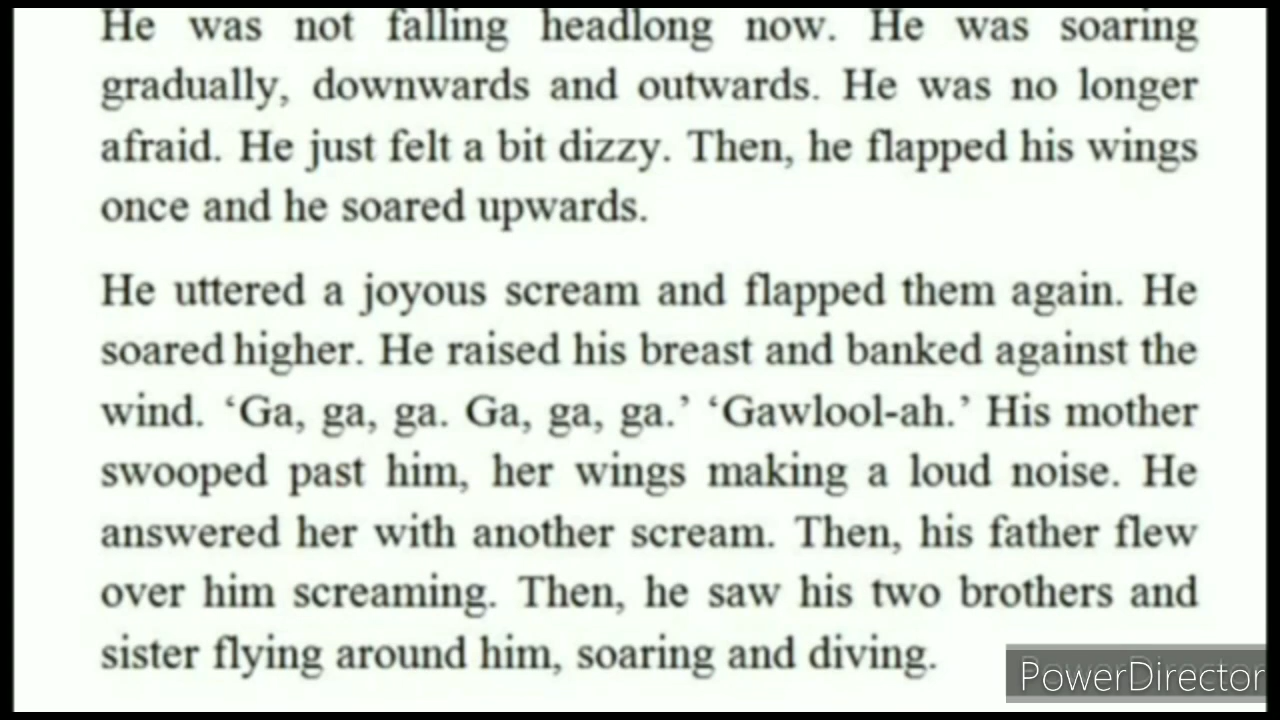 He was not falling headlong now. He was soaring
gradually, downwards and outwards. He was no longer
afraid. He just felt a bit dizzy. Then, he flapped his wings
once and he soared upwards.
He uttered a joyous scream and flapped them again. He
soared higher. He raised his breast and banked against the
wind. ‘Ga, ga, ga. Ga, ga, ga.’ ‘Gawlool-ah.’ His mother
swooped past him, her wings making a loud noise. He
answered her with another scream. Then, his father flew
over him screaming. Then, he saw his two brothers and
sister flying around him, soaring and diving.
PowerDirector